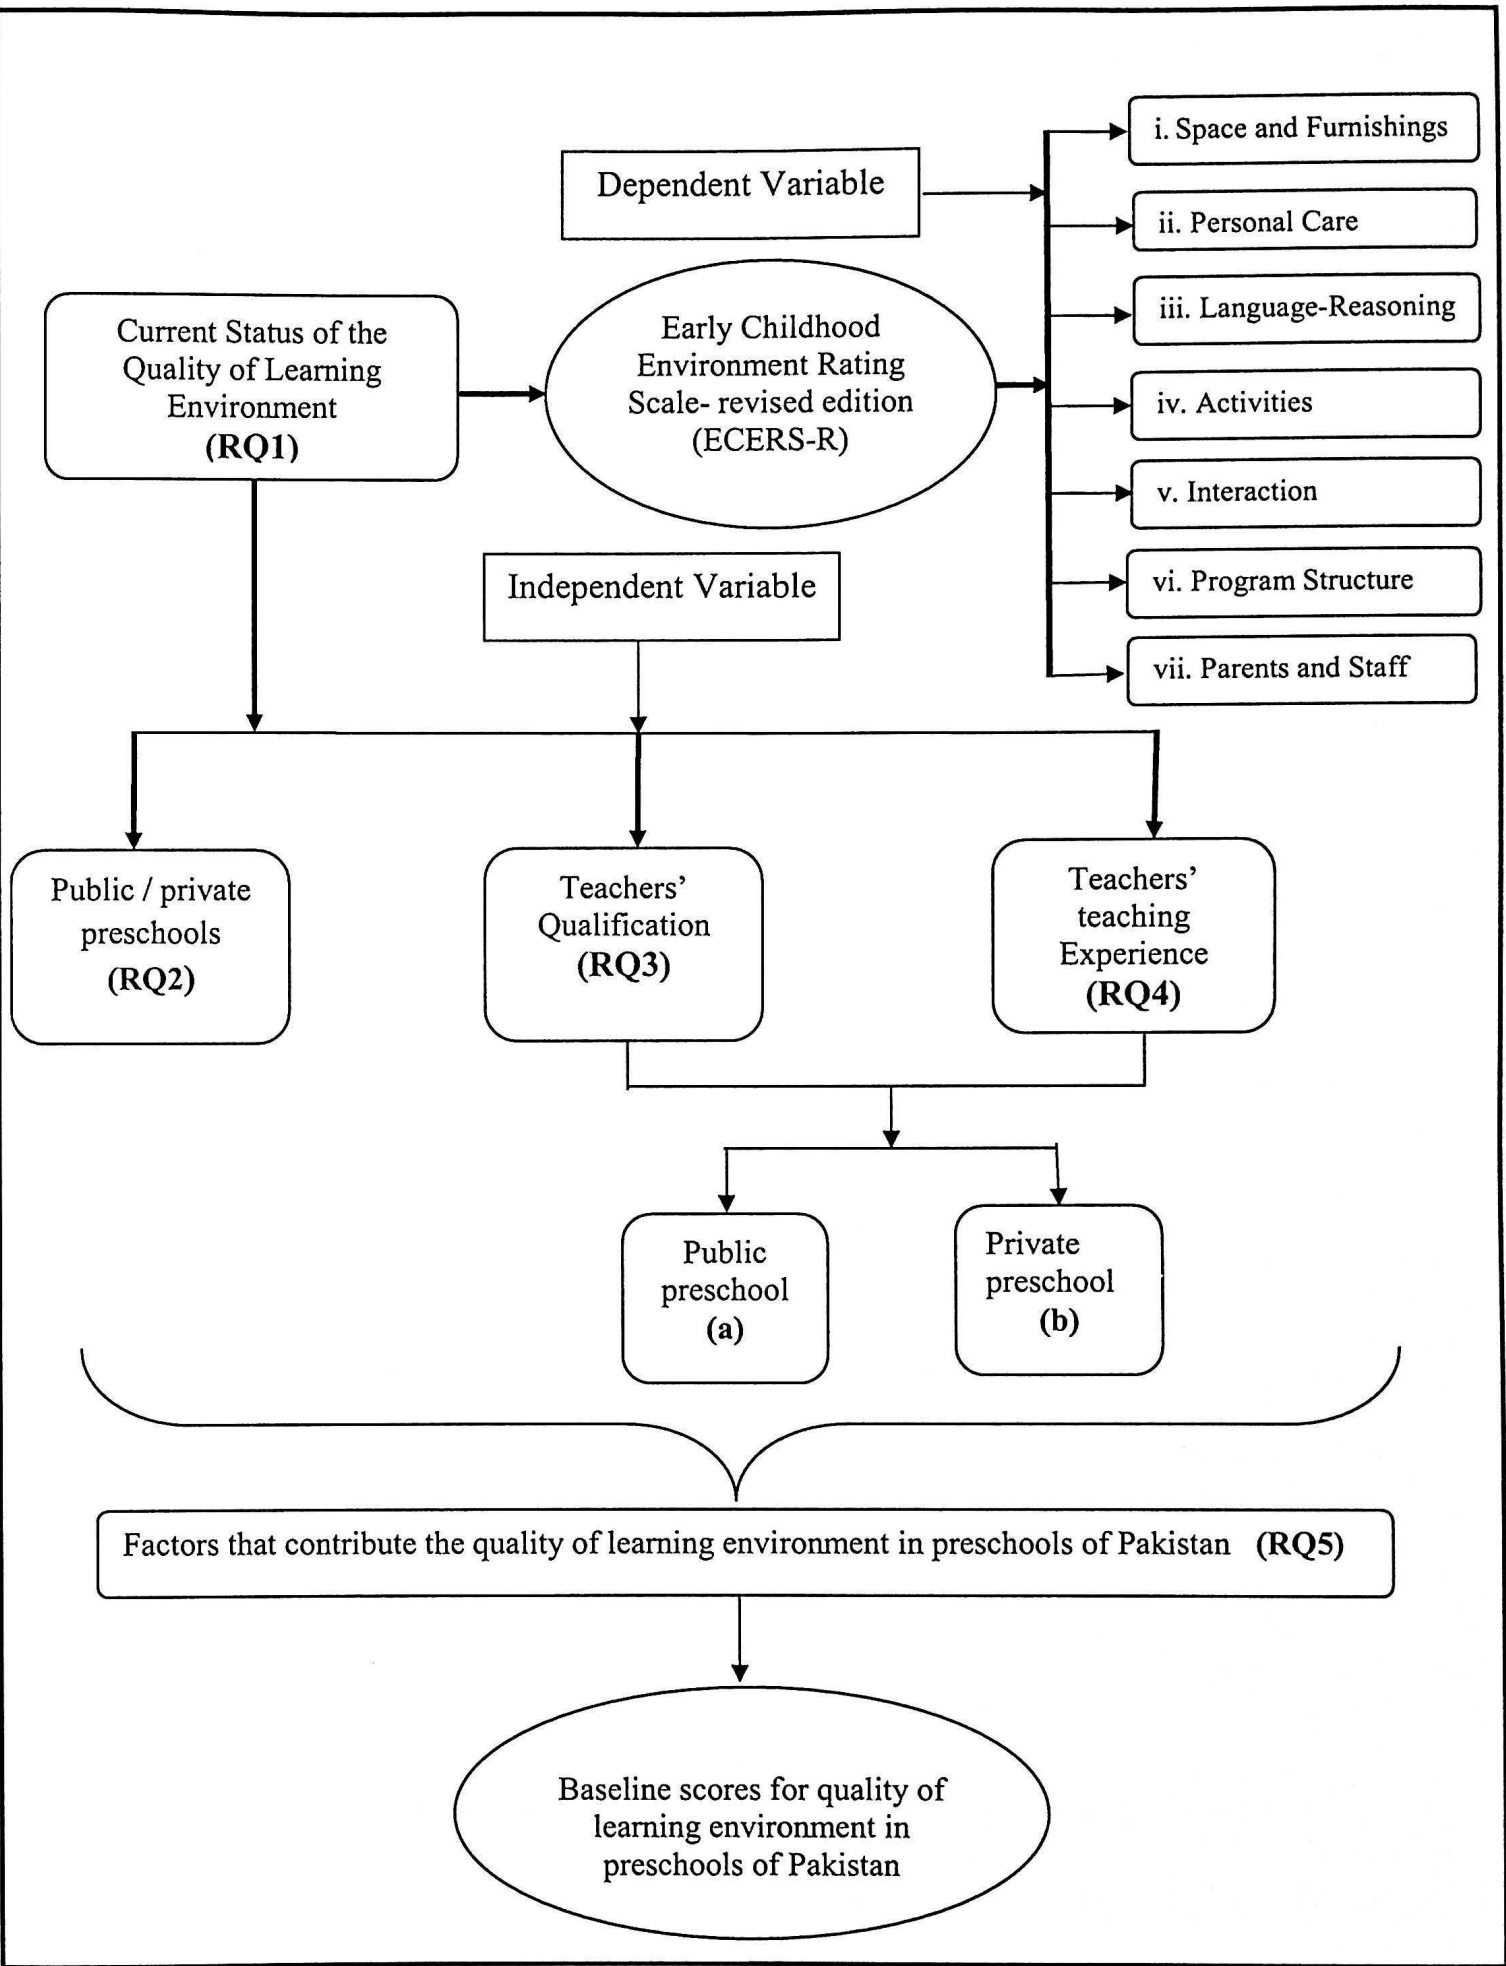 i. Space and Furnishings
Dependent Variable
ii. Personal Care
Current Status of the
Quality of Learning
Environment
(RQ1)
Early Childhood
Environment Rating
Scale- revised edition
(ECERS-R)
iii. Language-Reasoning
iv. Activities
v. Interaction
vi. Program Structure
vii. Parents and Staff
Independent Variable
Public / private
preschools
(RQ2)
Teachers’
Qualification
(RQ3)
Teachers’
teaching
Experience
(RQ4)
Public
preschool
(a)
Private
preschool
(b)
Factors that contribute the quality of learning environment in preschools of Pakistan (RQ5)
Baseline scores for quality of
learning environment in
preschools of Pakistan